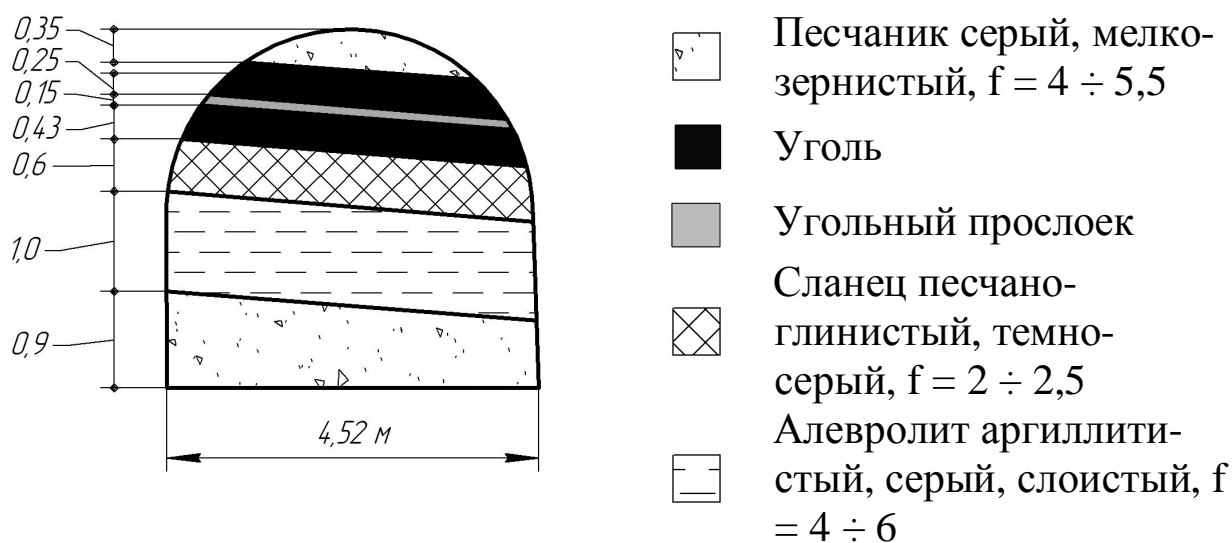 0,35
0,25
0,15
0,43
0,6
1,0
0,9
4,52 м
Песчаник серый, мелко-
зернистый, f = 4 ÷ 5,5
Уголь
Угольный прослоек
Сланец песчано-
глинистый, темно-
серый, f = 2 ÷ 2,5
Алевролит аргиллити-
стый, серый, слоистый, f
= 4 ÷ 6